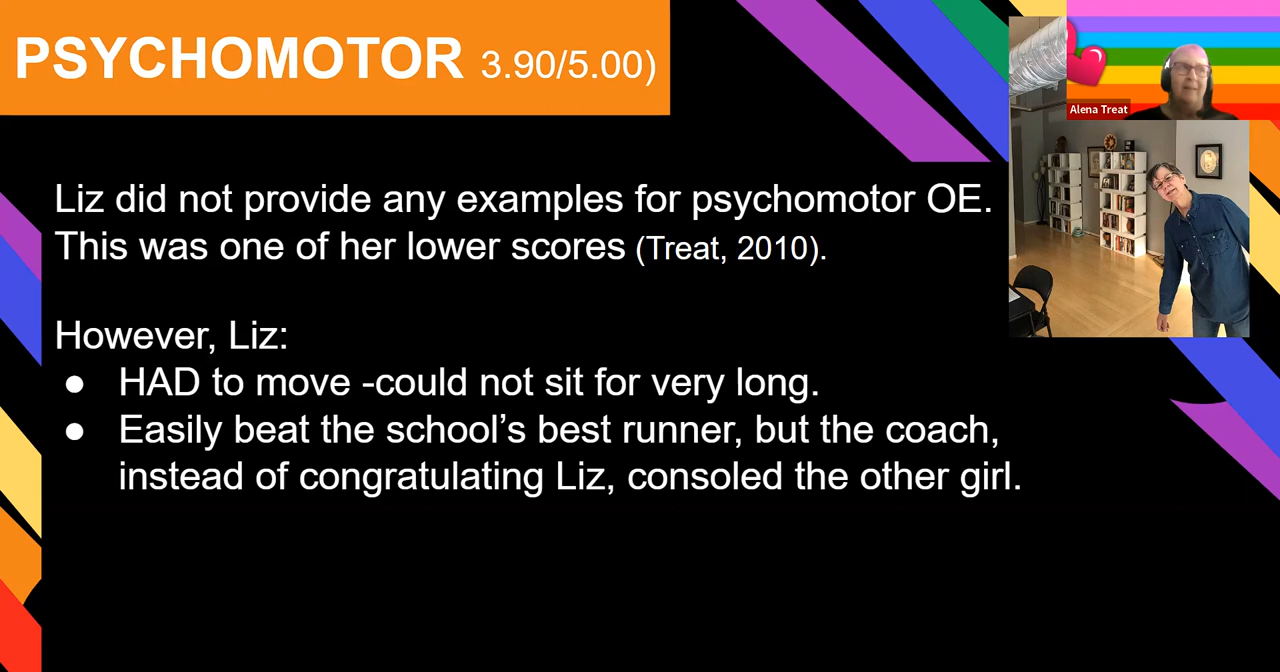 PSYCHOMOTOR 3.90/5.00)
Alena Treat
Liz did not provide any examples for psychomotor OE.
This was one of her lower scores (Treat, 2010).
However, Liz:
● HAD to move -could not sit for very long.
● Easily beat the school’s best runner, but the coach,
instead of congratulating Liz, consoled the other girl.